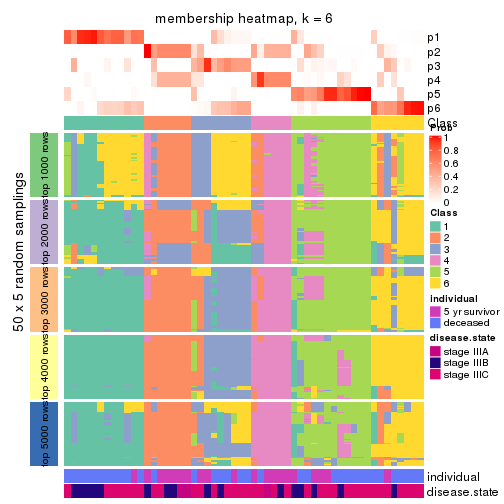 membership heatmap, k = 6
p1
p2
p3
p4
p5
p6
Class
Prob
1
0.8
0.6
0.4
0.2
0
Class
1
2
3
4
5
6
individual
5 yr survivor
deceased
disease.state
stage IIIA
stage IIIB
stage IIIC
50 x 5 random samplings
top 1000 rows
top 2000 rows
top 3000 rows
top 4000 rows
top 5000 rows
individual
disease.state